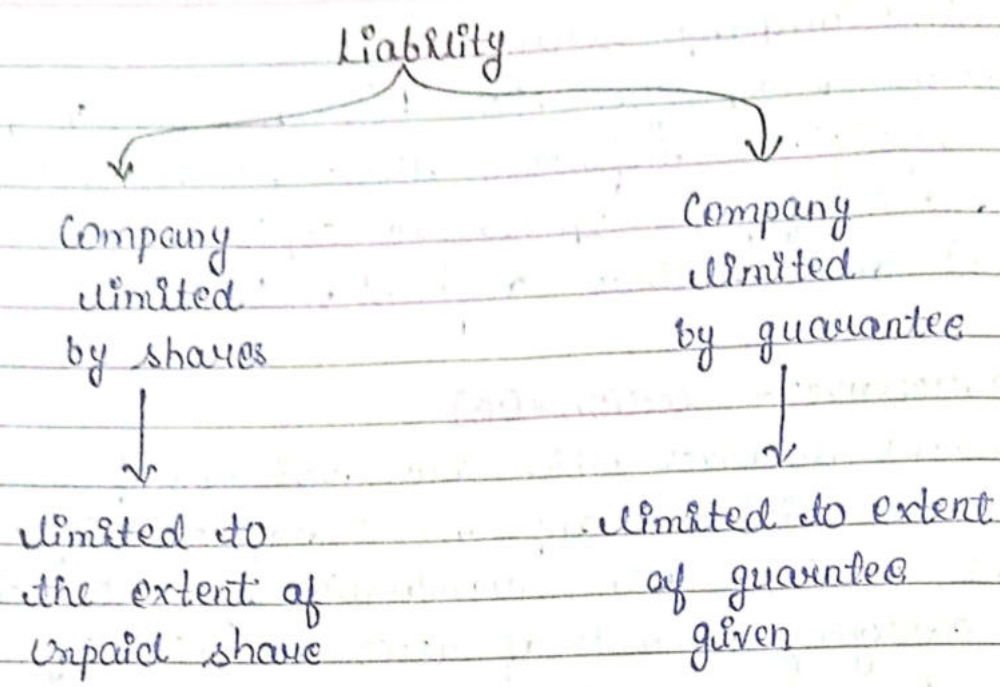 Liability
Company
limited
by shares
Company
limited
by guarantee
limited to
the extent of
unpaid share
limited to extent
of guarntee
given